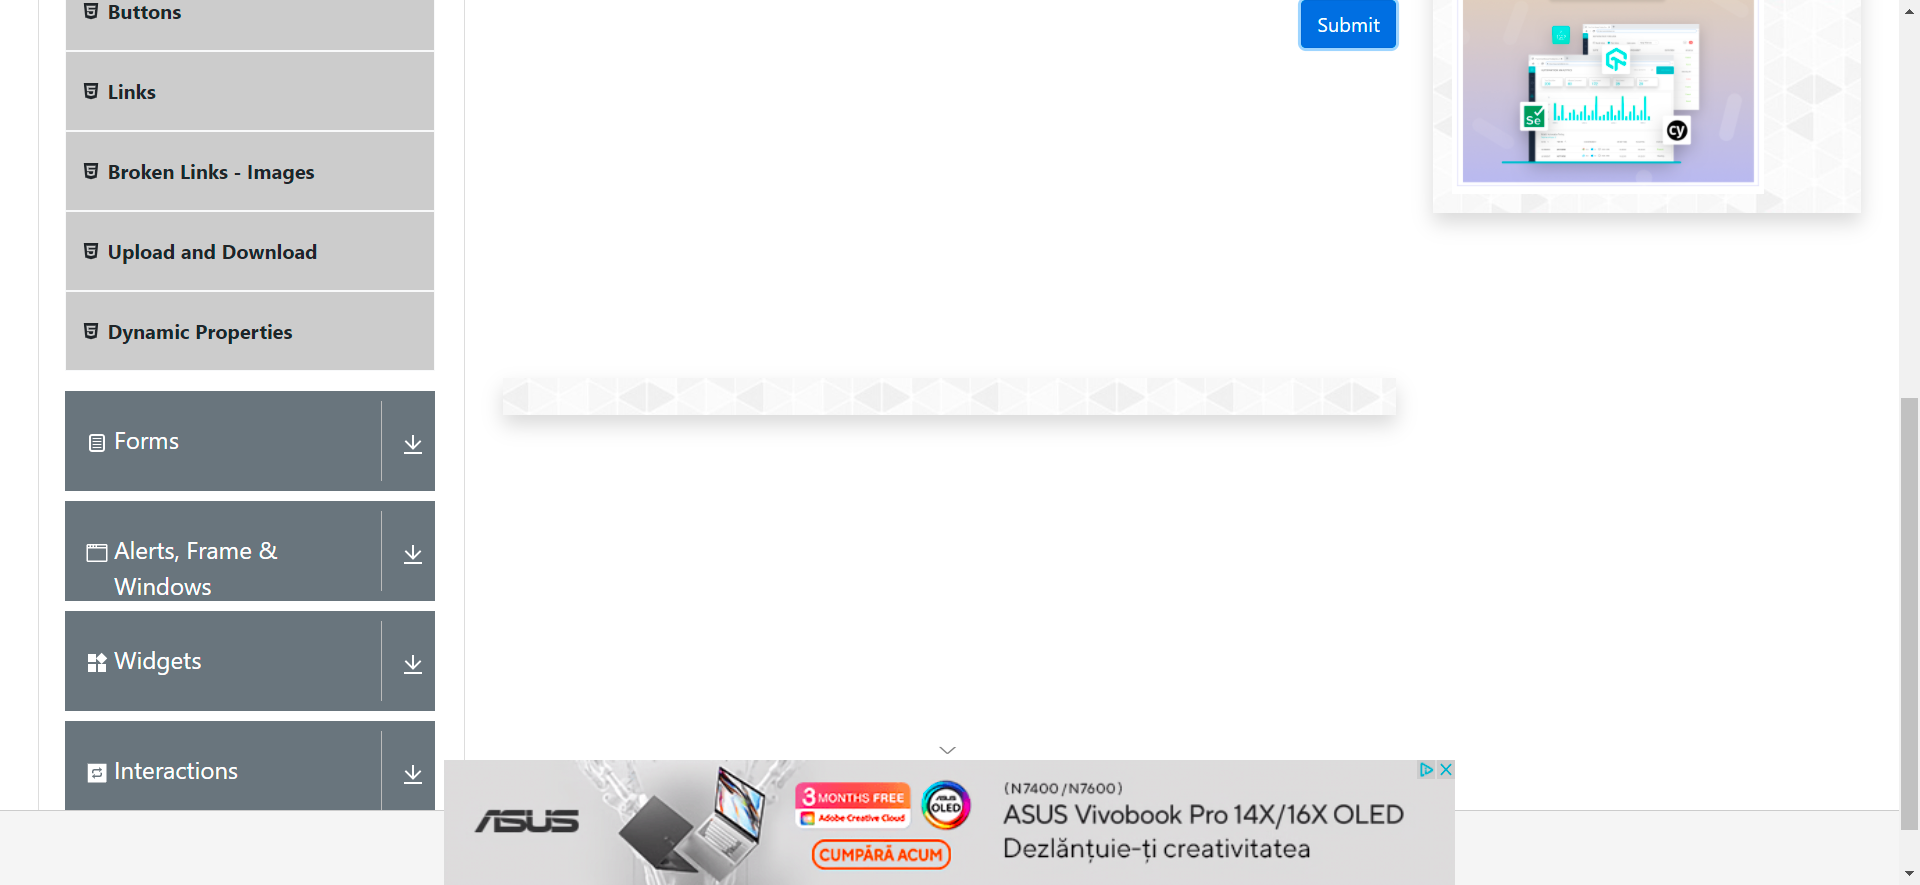 Buttons
Links
Broken Links - Images
Upload and Download
Dynamic Properties
Forms
Alerts, Frame &
Windows
Widgets
Interactions
Submit
Se
cy
ASUS
3 MONTHS FREE
Adobe Creative Cloud
ASUS
OLED
CUMPĂRĂ ACUM
(N7400/N7600)
ASUS Vivobook Pro 14X/16X OLED
Dezlănțuie-ți creativitatea